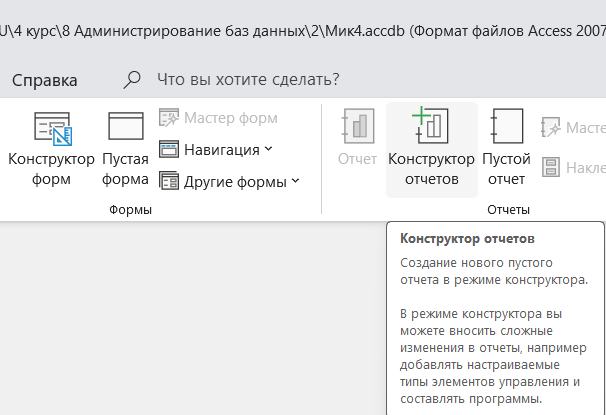 U\4 курс\8 Администрирование баз данных\2\Мик4.accdb (Формат файлов Access 2007
Справка
Что вы хотите сделать?
Конструктор форм
Пустая форма
Мастер форм
Навигация
Другие формы
Формы
Отчет
Конструктор отчетов
Пустой отчет
Масте
Накле
Отчеты
Конструктор отчетов
Создание нового пустого
отчета в режиме конструктора.
В режиме конструктора вы
можете вносить сложные
изменения в отчеты, например
добавлять настраиваемые
типы элементов управления и
составлять программы.